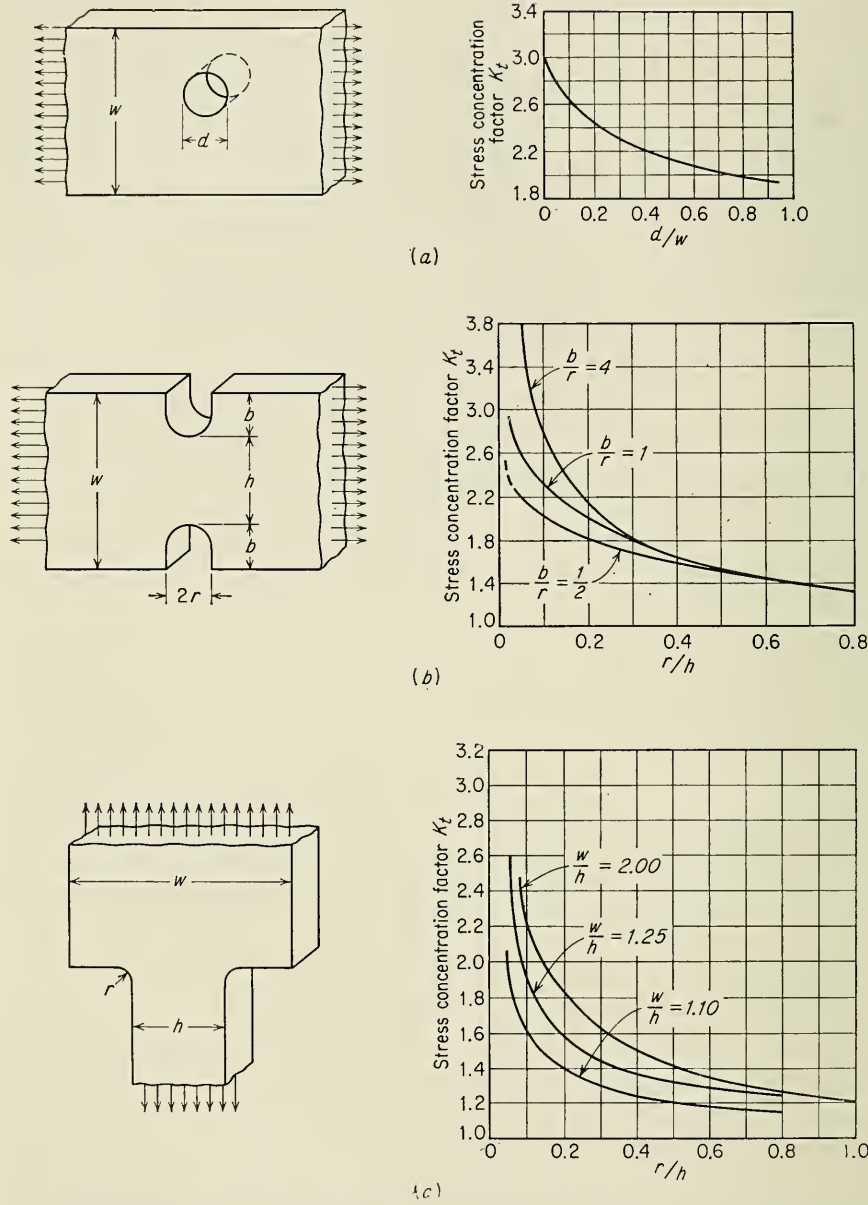 w
d
Stress concentration factor K_t
3.4
3.0
2.6
2.2
1.8
0 0.2 0.4 0.6 0.8 1.0
d/w
(a)
w
b
h
b
2r
Stress concentration factor K_t
3.8
3.4
3.0
2.6
2.2
1.8
1.4
1.0
b/r = 4
b/r = 1
b/r = 1/2
0 0.2 0.4 0.6 0.8
r/h
(b)
w
r
h
Stress concentration factor K_t
3.2
3.0
2.8
2.6
2.4
2.2
2.0
1.8
1.6
1.4
1.2
1.0
w/h = 2.00
w/h = 1.25
w/h = 1.10
0 0.2 0.4 0.6 0.8 1.0
r/h
(c)